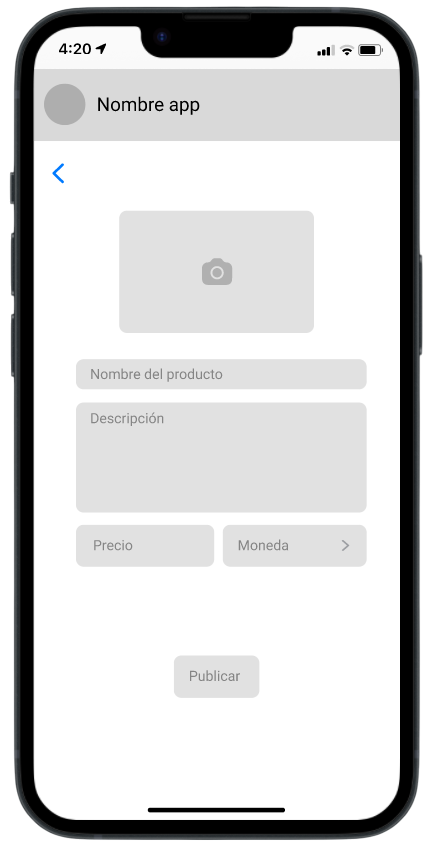 4:20
Nombre app
Nombre del producto
Descripción
Precio
Moneda
Publicar